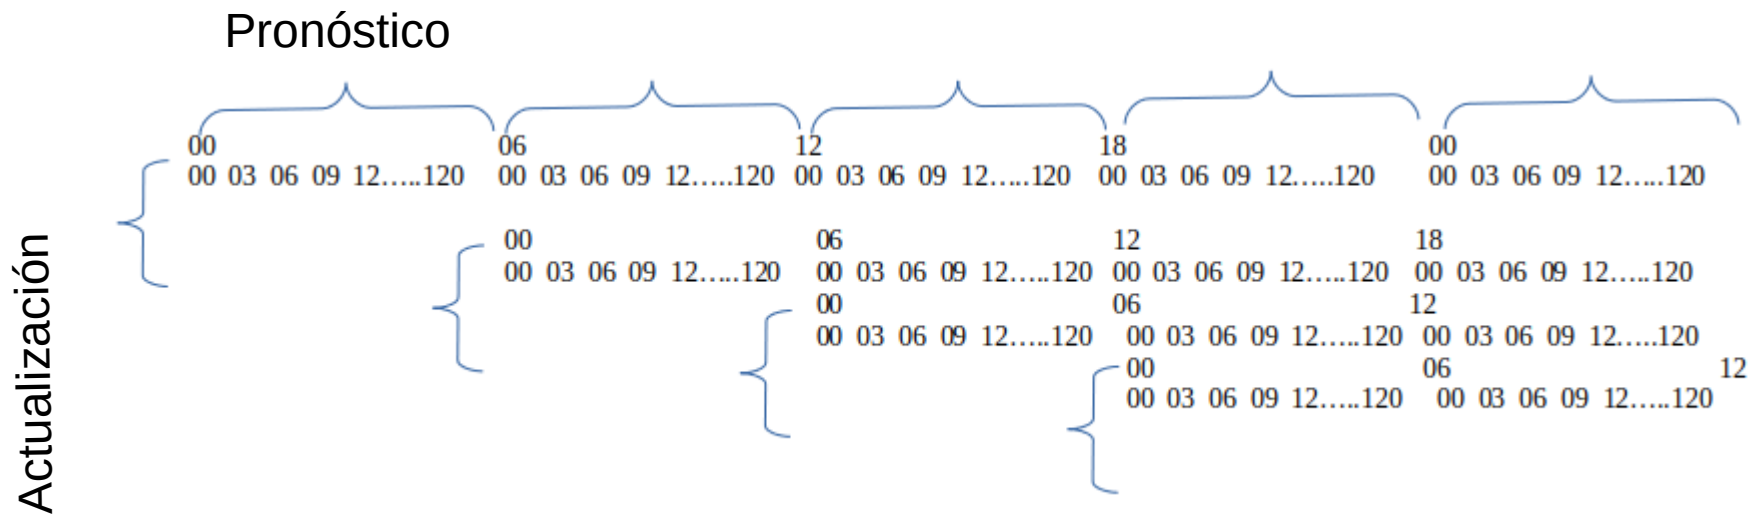 Pronóstico
00 06 12 18 00
00 03 06 09 12…..120 00 03 06 09 12…..120 00 03 06 09 12…..120 00 03 06 09 12…..120 00 03 06 09 12…..120
00 06 12 18
00 03 06 09 12…..120 00 03 06 09 12…..120 00 03 06 09 12…..120 00 03 06 09 12…..120
00 06 12
00 03 06 09 12…..120 00 03 06 09 12…..120 00 03 06 09 12…..120
00 06 12
00 03 06 09 12…..120 00 03 06 09 12…..120
Actualización